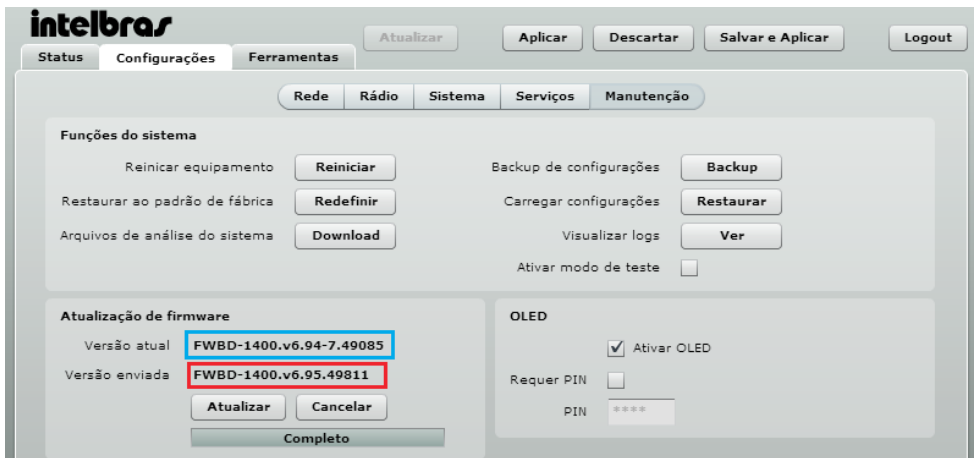 intelbras
Atualizar Aplicar Descartar Salvar e Aplicar Logout
Status Configurações Ferramentas
Rede Rádio Sistema Serviços Manutenção
Funções do sistema
Reinicar equipamento Reiniciar Backup de configurações Backup
Restaurar ao padrão de fábrica Redefinir Carregar configurações Restaurar
Arquivos de análise do sistema Download Visualizar logs Ver
Ativar modo de teste
Atualização de firmware
Versão atual FWBD-1400.v6.94-7.49085
Versão enviada FWBD-1400.v6.95.49811
Atualizar Cancelar
Completo
OLED
Ativar OLED
Requer PIN
PIN ****